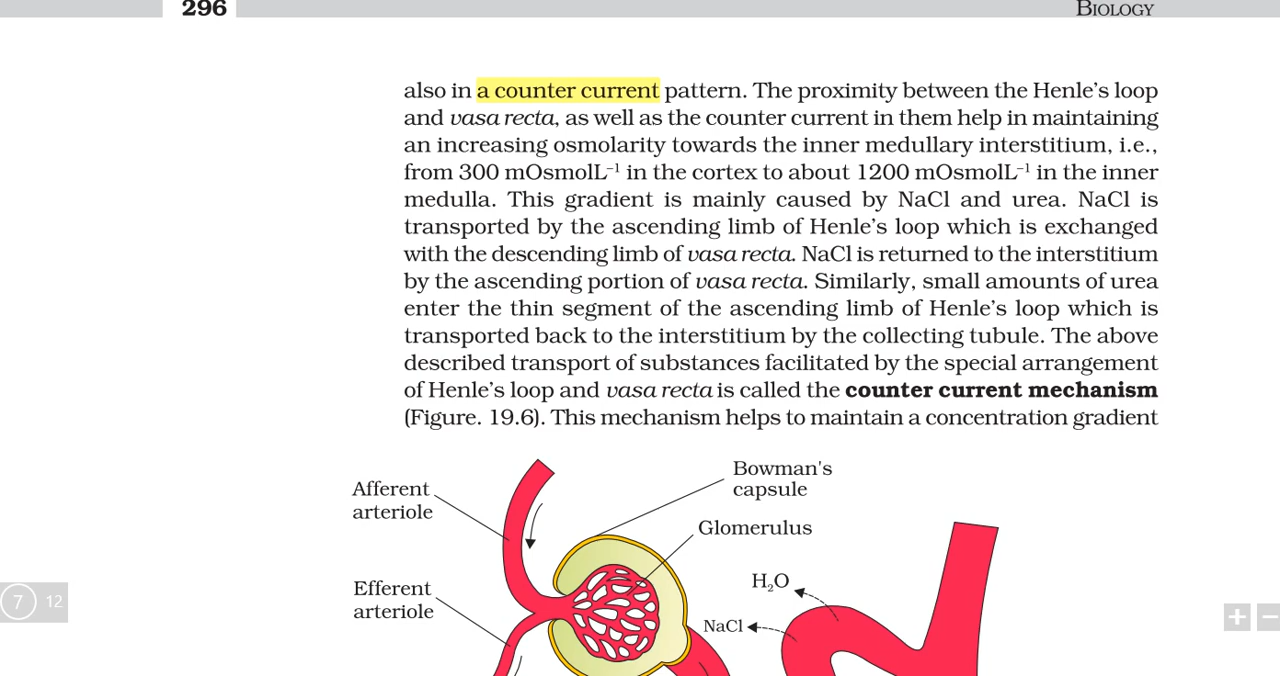 296
BIOLOGY
also in a counter current pattern. The proximity between the Henle's loop
and vasa recta, as well as the counter current in them help in maintaining
an increasing osmolarity towards the inner medullary interstitium, i.e.,
from 300 mOsmolL⁻¹ in the cortex to about 1200 mOsmolL⁻¹ in the inner
medulla. This gradient is mainly caused by NaCl and urea. NaCl is
transported by the ascending limb of Henle's loop which is exchanged
with the descending limb of vasa recta. NaCl is returned to the interstitium
by the ascending portion of vasa recta. Similarly, small amounts of urea
enter the thin segment of the ascending limb of Henle's loop which is
transported back to the interstitium by the collecting tubule. The above
described transport of substances facilitated by the special arrangement
of Henle's loop and vasa recta is called the counter current mechanism
(Figure. 19.6). This mechanism helps to maintain a concentration gradient
Bowman's
capsule
Afferent
arteriole
Glomerulus
Efferent
arteriole
H₂O
NaCl
7 12
+ −